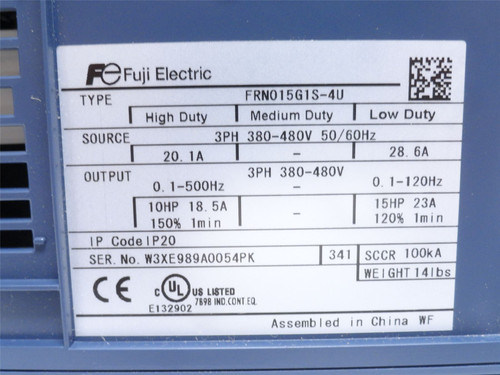 Fe Fuji Electric
TYPE FRN015G1S-4U
High Duty Medium Duty Low Duty
SOURCE 3PH 380-480V 50/60Hz
20.1A – 28.6A
OUTPUT 3PH 380-480V
0.1-500Hz 0.1-120Hz
10HP 18.5A – 15HP 23A
150% 1min 120% 1min
IP Code IP20
SER. No. W3XE989A0054PK 341 SCCR 100kA
WEIGHT 14lbs
CE C UL US LISTED
E132902 7B98 IND.CONT.EQ.
Assembled in China WF